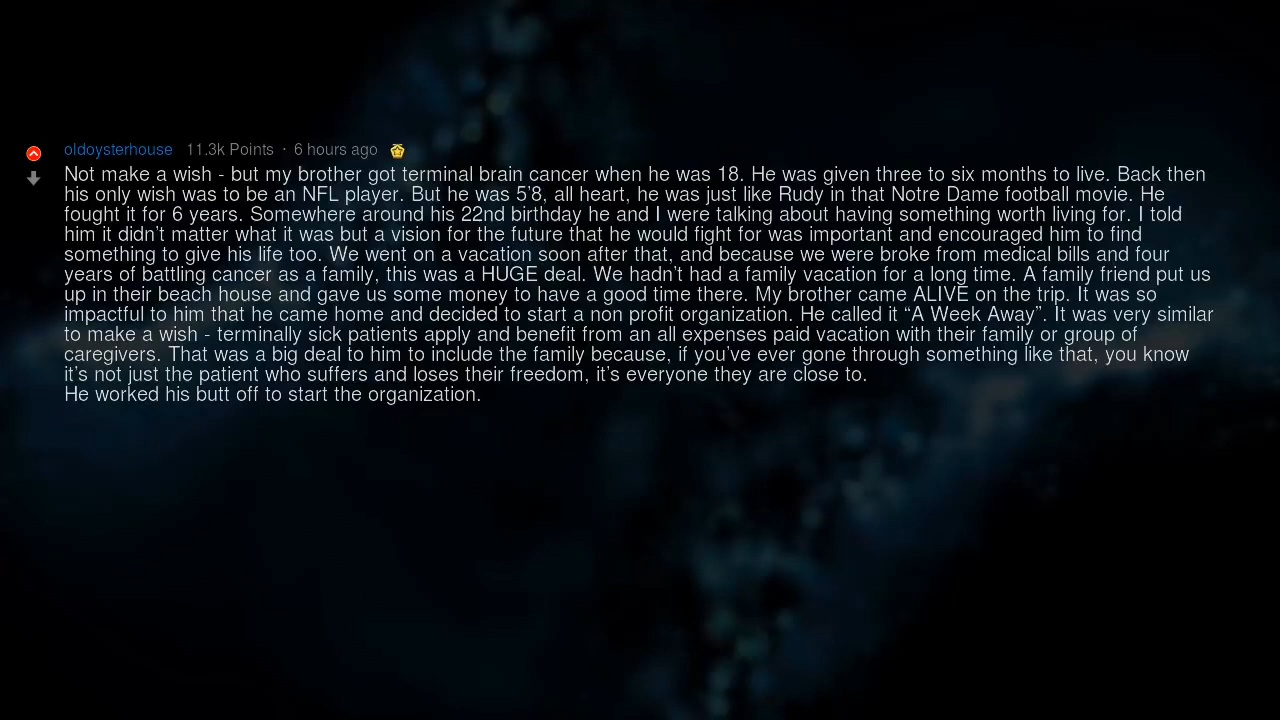 oldoysterhouse 11.3k Points · 6 hours ago
Not make a wish - but my brother got terminal brain cancer when he was 18. He was given three to six months to live. Back then
his only wish was to be an NFL player. But he was 5’8, all heart, he was just like Rudy in that Notre Dame football movie. He
fought it for 6 years. Somewhere around his 22nd birthday he and I were talking about having something worth living for. I told
him it didn’t matter what it was but a vision for the future that he would fight for was important and encouraged him to find
something to give his life too. We went on a vacation soon after that, and because we were broke from medical bills and four
years of battling cancer as a family, this was a HUGE deal. We hadn’t had a family vacation for a long time. A family friend put us
up in their beach house and gave us some money to have a good time there. My brother came ALIVE on the trip. It was so
impactful to him that he came home and decided to start a non profit organization. He called it “A Week Away”. It was very similar
to make a wish - terminally sick patients apply and benefit from an all expenses paid vacation with their family or group of
caregivers. That was a big deal to him to include the family because, if you’ve ever gone through something like that, you know
it’s not just the patient who suffers and loses their freedom, it’s everyone they are close to.
He worked his butt off to start the organization.